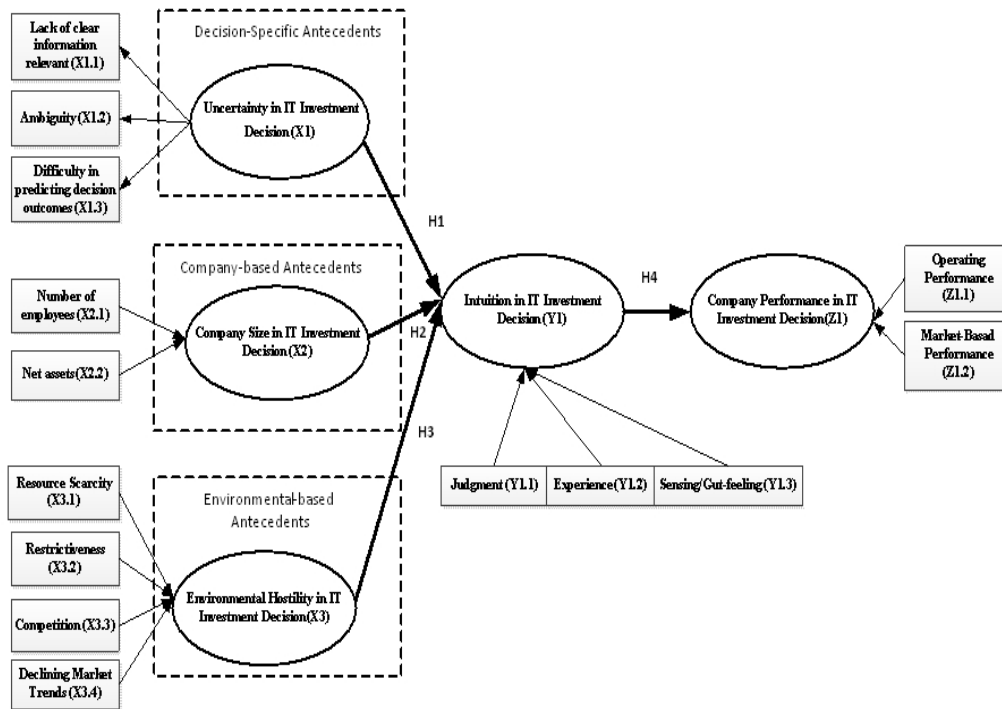 Lack of clear
information
relevant (X1.1)
Ambiguity (X1.2)
Difficulty in
predicting decision
outcomes (X1.3)
Decision-Specific Antecedents
Uncertainty in IT Investment
Decision (X1)
H1
Number of
employees (X2.1)
Net assets (X2.2)
Company-based Antecedents
Company Size in IT Investment
Decision (X2)
H2
Resource Scarcity
(X3.1)
Restrictiveness
(X3.2)
Competition (X3.3)
Declining Market
Trends (X3.4)
Environmental-based
Antecedents
Environmental Hostility in IT
Investment Decision(X3)
H3
Intuition in IT Investment
Decision (Y1)
Judgment (Y1.1)
Experience (Y1.2)
Sensing/Gut-feeling (Y1.3)
H4
Company Performance in IT
Investment Decision(Z1)
Operating
Performance
(Z1.1)
Market-Basad
Performance
(Z1.2)